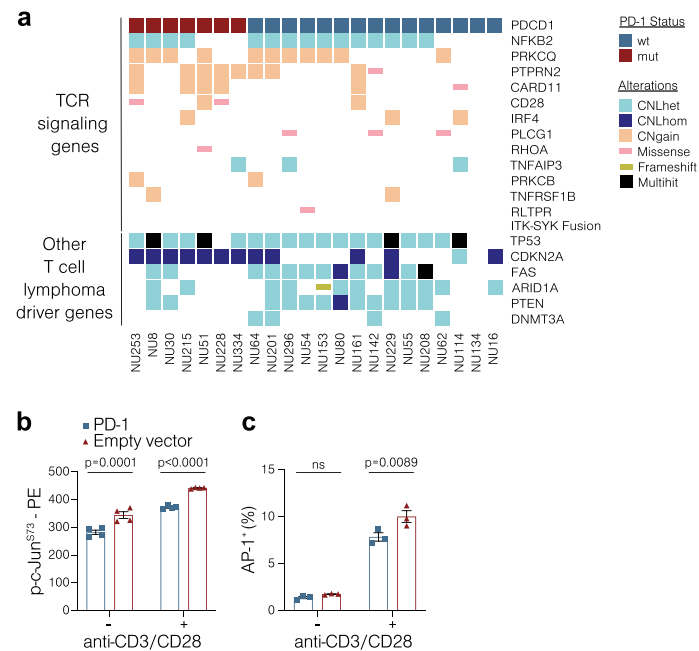 a
PDCD1
NFKB2
PRKCQ
PTPRN2
CARD11
CD28
IRF4
PLCG1
RHOA
TNFAIP3
PRKCB
TNFRSF1B
RLTPR
ITK-SYK Fusion
TP53
CDKN2A
FAS
ARID1A
PTEN
DNMT3A
TCR
signaling
genes
Other
T cell
lymphoma
driver genes
NU253
NU8
NU30
NU215
NU51
NU228
NU334
NU64
NU201
NU296
NU54
NU153
NU80
NU161
NU142
NU229
NU55
NU208
NU62
NU114
NU134
NU16
PD-1 Status
wt
mut
Alterations
CNLhet
CNLhom
CNgain
Missense
Frameshift
Multihit
b
PD-1
Empty vector
p=0.0001
p<0.0001
p-c-Jun^S73 - PE
500
400
300
200
100
0
-
+
anti-CD3/CD28
c
ns
p=0.0089
AP-1⁺ (%)
15
10
5
0
-
+
anti-CD3/CD28